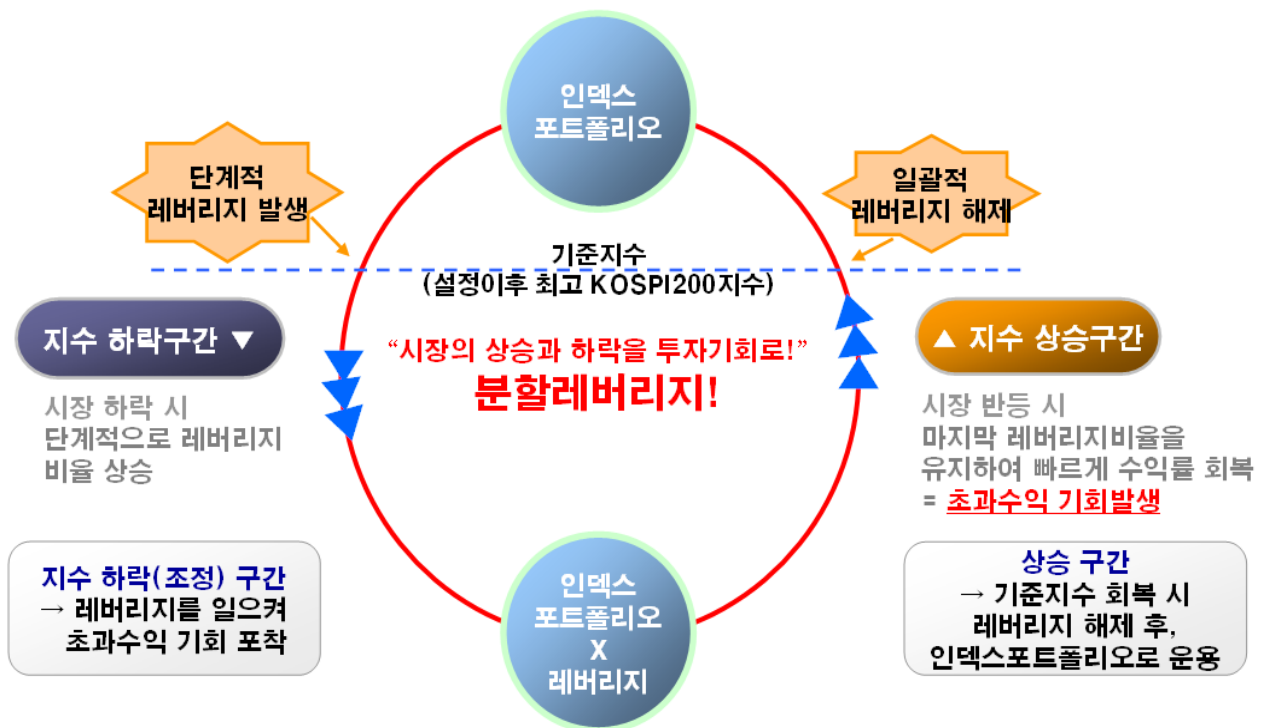 인덱스
포트폴리오
단계적
레버리지 발생
일괄적
레버리지 해제
기준지수
(설정이후 최고 KOSPI200지수)
지수 하락구간 ▼
“시장의 상승과 하락을 투자기회로!”
분할레버리지!
▲ 지수 상승구간
시장 하락 시
단계적으로 레버리지
비율 상승
시장 반등 시
마지막 레버리지비율을
유지하여 빠르게 수익률 회복
= 초과수익 기회발생
지수 하락(조정) 구간
→ 레버리지를 일으켜
초과수익 기회 포착
인덱스
포트폴리오
X
레버리지
상승 구간
→ 기준지수 회복 시
레버리지 해제 후,
인덱스포트폴리오로 운용